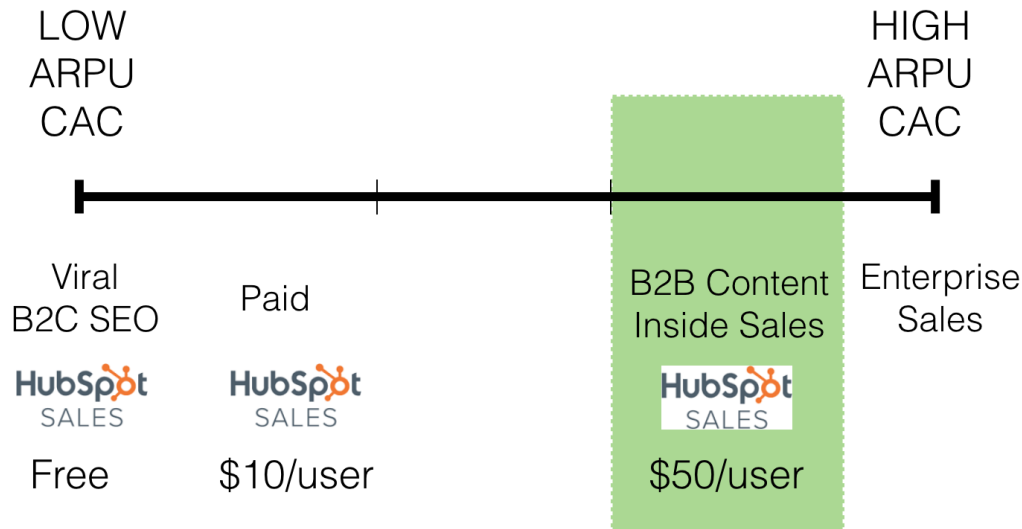 LOW
ARPU
CAC
HIGH
ARPU
CAC
Viral
B2C SEO
Paid
B2B Content
Inside Sales
Enterprise
Sales
HubSpot
SALES
HubSpot
SALES
HubSpot
SALES
Free
$10/user
$50/user